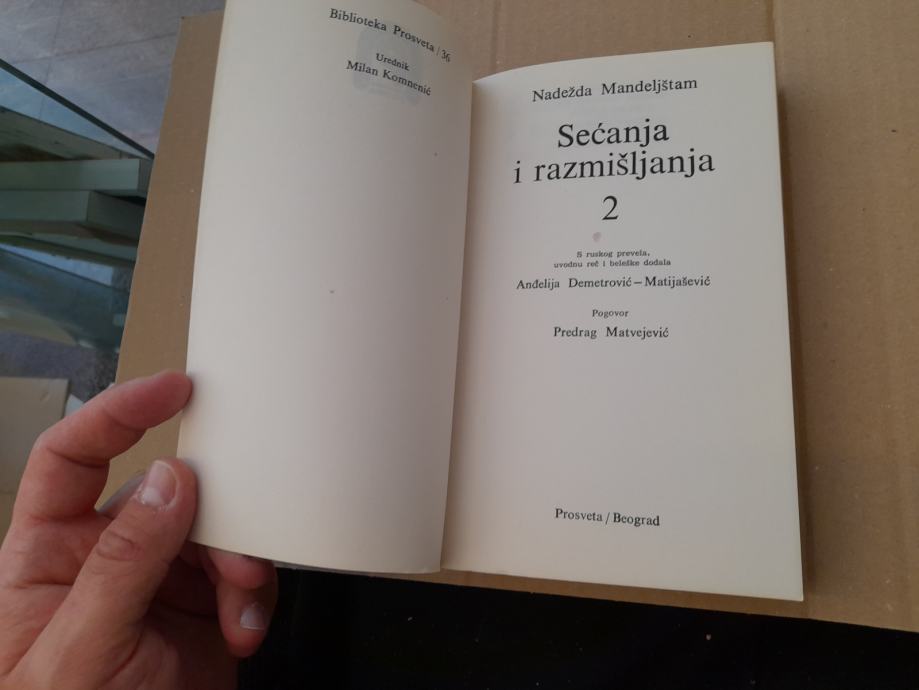 Biblioteka Prosveta / 36
Urednik
Milan Komnenić
Nadežda Mandeljštam
Sećanja
i razmišljanja
2
S ruskog prevela,
uvodnu reč i beleške dodala
Anđelija Demetrović – Matijašević
Pogovor
Predrag Matvejević
Prosveta / Beograd